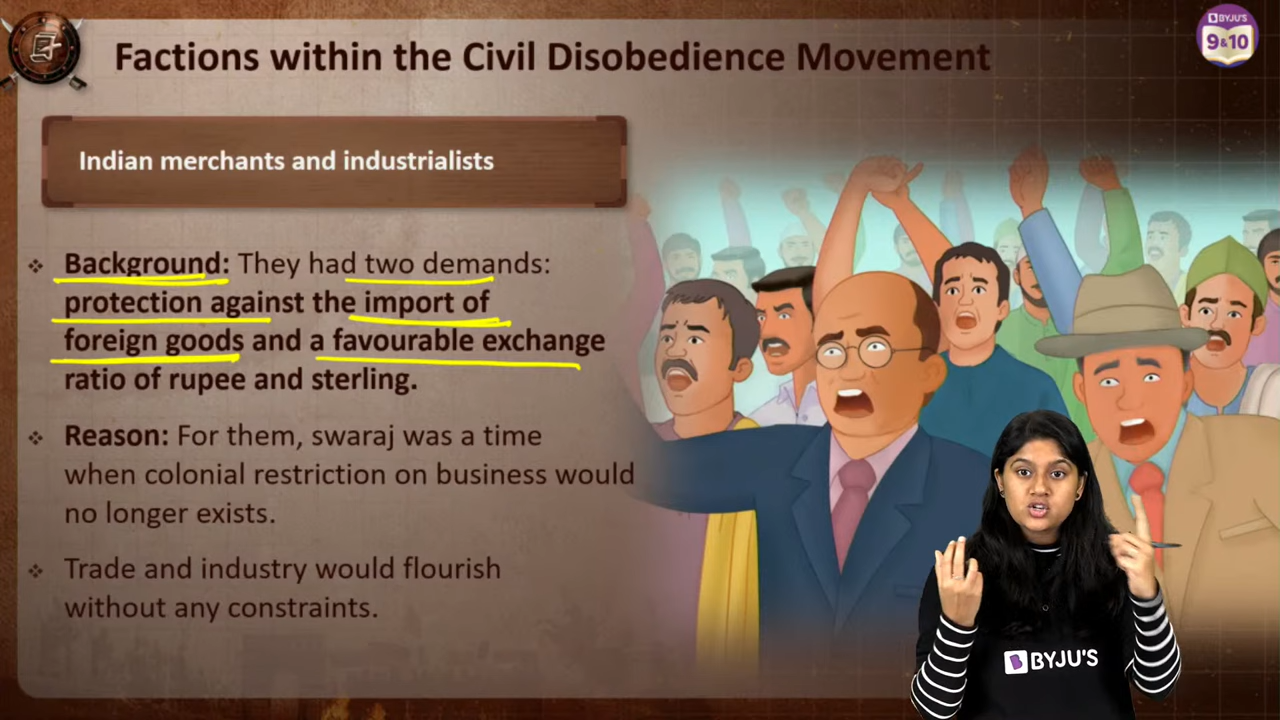 Factions within the Civil Disobedience Movement
BYJU'S
9&10
Indian merchants and industrialists
Background: They had two demands:
protection against the import of
foreign goods and a favourable exchange
ratio of rupee and sterling.
Reason: For them, swaraj was a time
when colonial restriction on business would
no longer exists.
Trade and industry would flourish
without any constraints.
BYJU'S